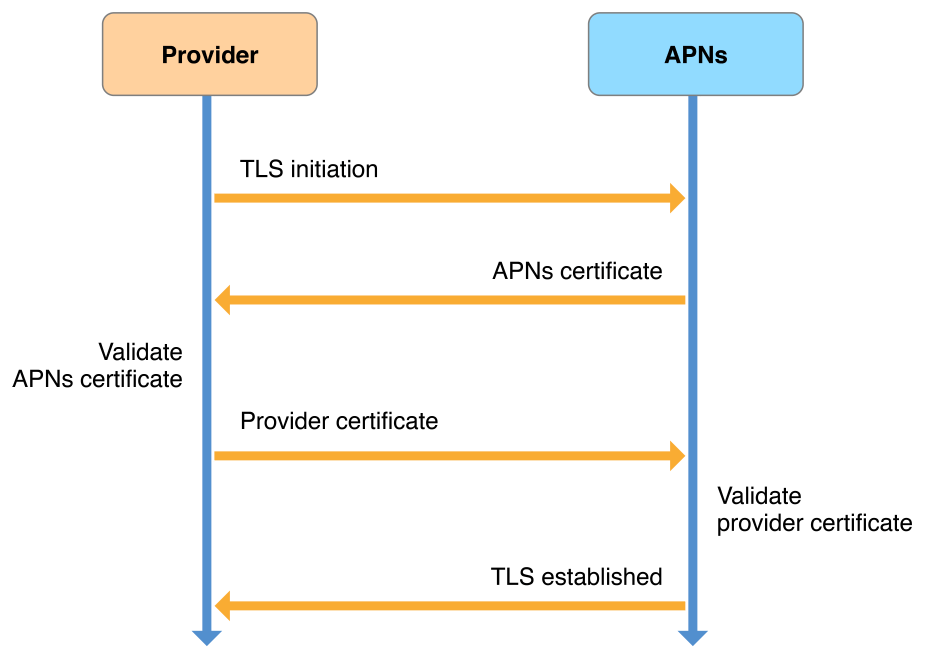 Provider
APNs
TLS initiation
APNs certificate
Validate
APNs certificate
Provider certificate
Validate
provider certificate
TLS established